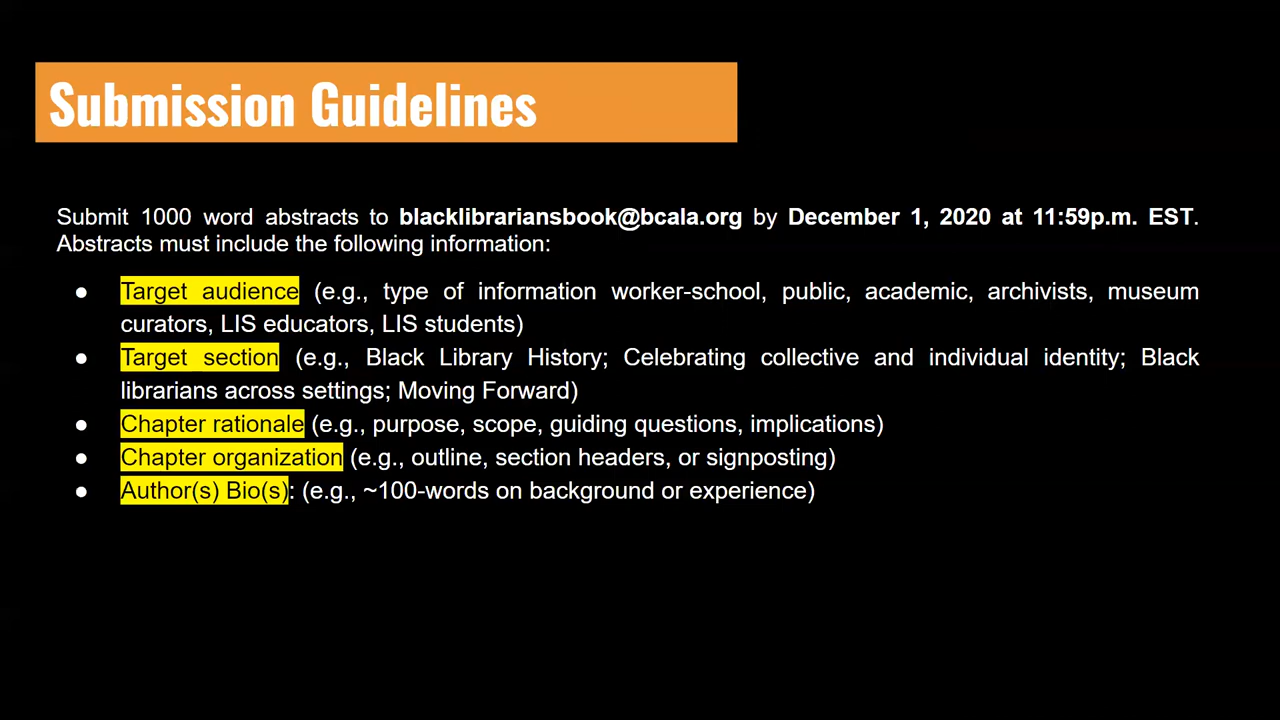 Submission Guidelines
Submit 1000 word abstracts to blacklibrariansbook@bcala.org by December 1, 2020 at 11:59p.m. EST.
Abstracts must include the following information:
● Target audience (e.g., type of information worker-school, public, academic, archivists, museum
curators, LIS educators, LIS students)
● Target section (e.g., Black Library History; Celebrating collective and individual identity; Black
librarians across settings; Moving Forward)
● Chapter rationale (e.g., purpose, scope, guiding questions, implications)
● Chapter organization (e.g., outline, section headers, or signposting)
● Author(s) Bio(s): (e.g., ~100-words on background or experience)